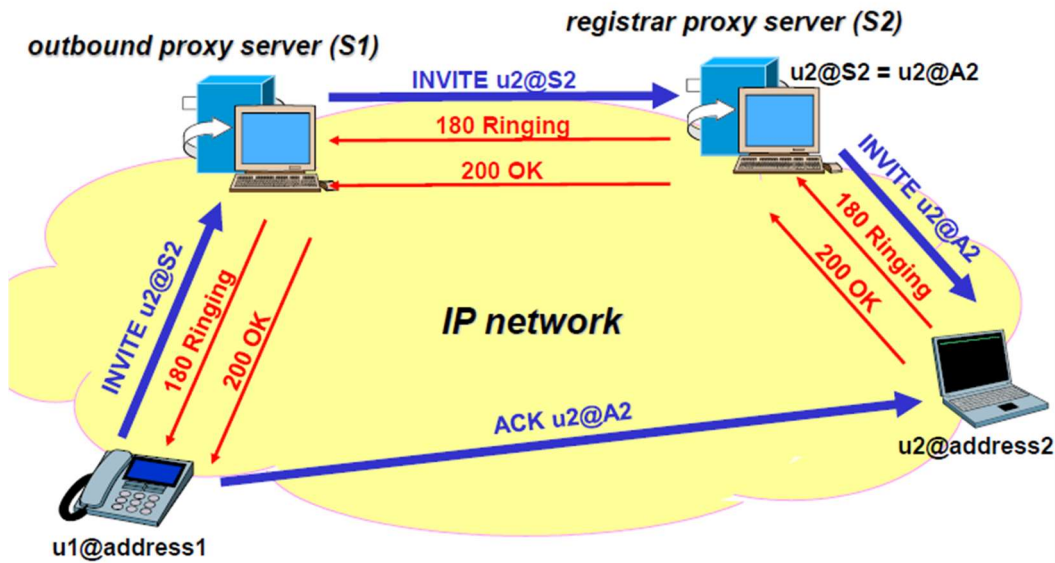 outbound proxy server (S1)
registrar proxy server (S2)
u2@S2 = u2@A2
INVITE u2@S2
180 Ringing
200 OK
INVITE u2@A2
180 Ringing
200 OK
INVITE u2@S2
180 Ringing
200 OK
IP network
ACK u2@A2
u2@address2
u1@address1